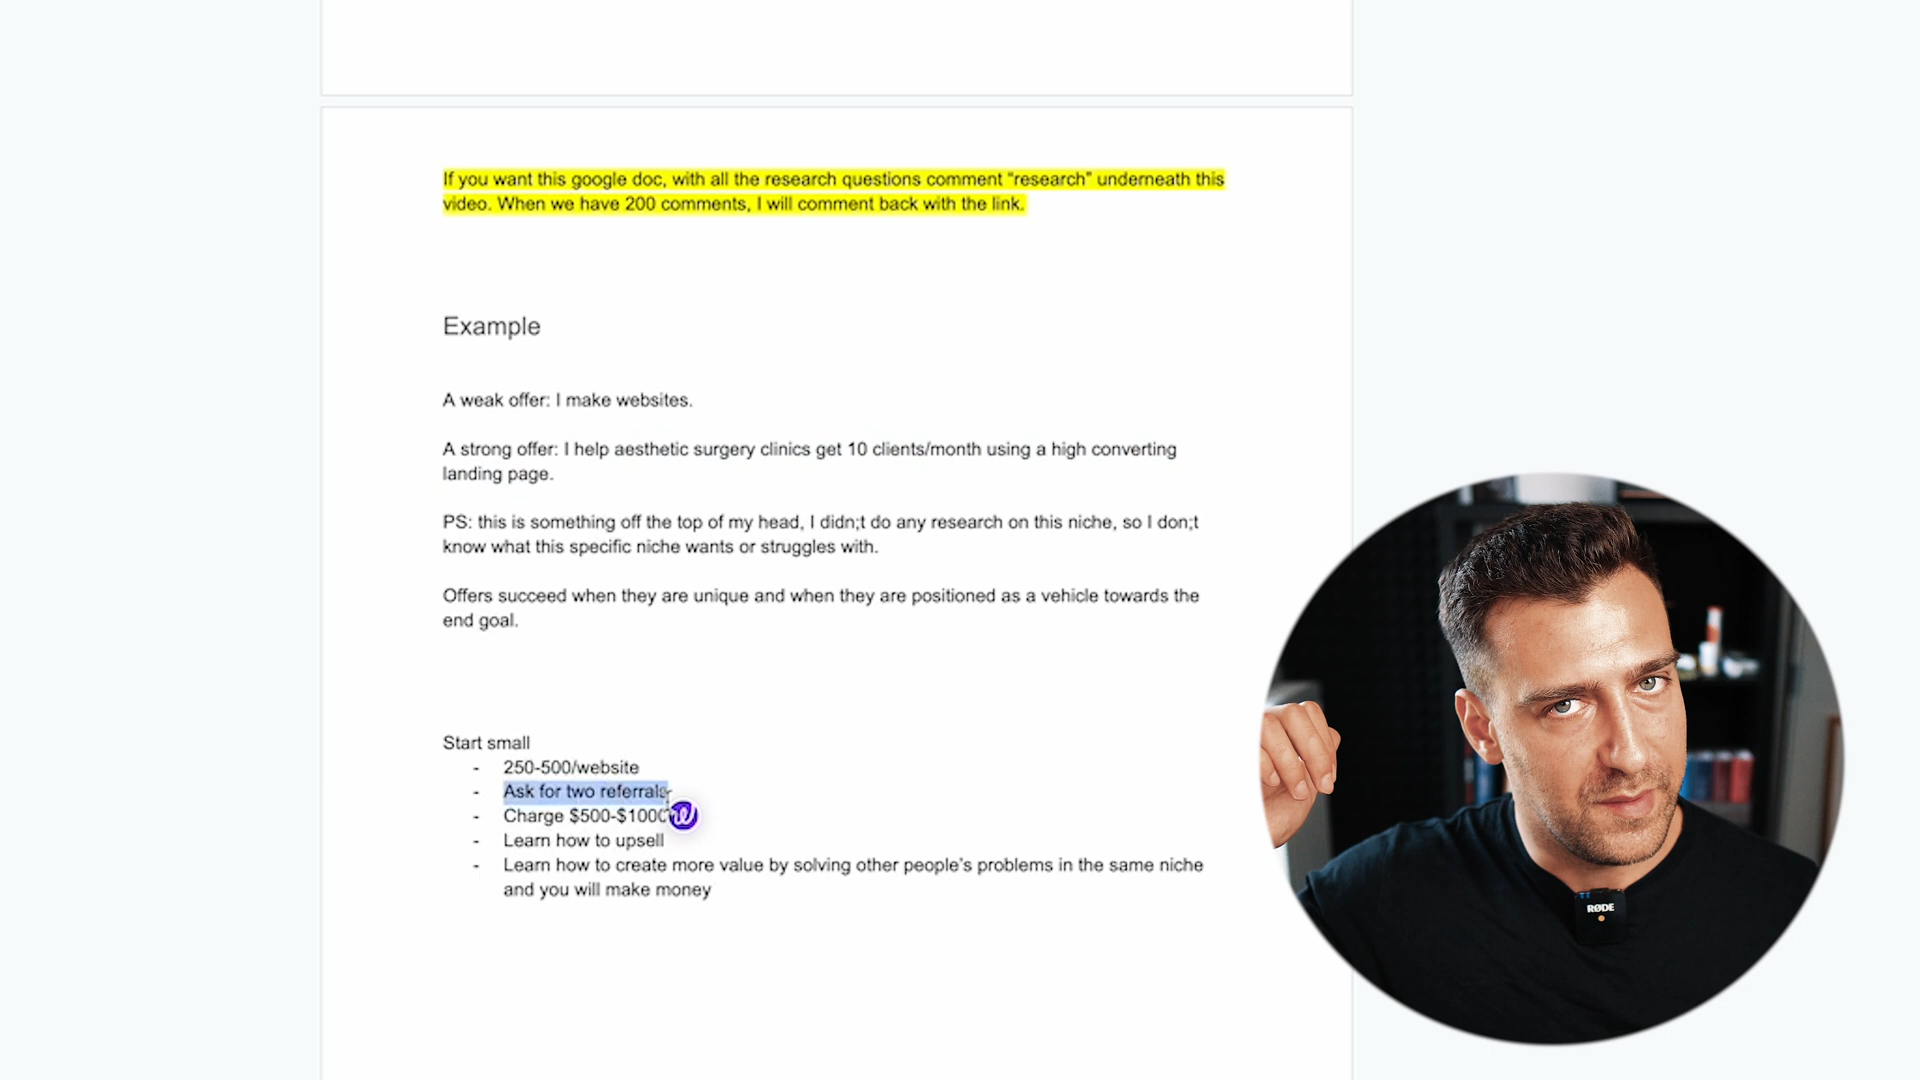 If you want this google doc, with all the research questions comment "research" underneath this
video. When we have 200 comments, I will comment back with the link.
Example
A weak offer: I make websites.
A strong offer: I help aesthetic surgery clinics get 10 clients/month using a high converting
landing page.
PS: this is something off the top of my head, I didn;t do any research on this niche, so I don;t
know what this specific niche wants or struggles with.
Offers succeed when they are unique and when they are positioned as a vehicle towards the
end goal.
Start small
- 250-500/website
- Ask for two referrals
- Charge $500-$1000
- Learn how to upsell
- Learn how to create more value by solving other people's problems in the same niche
and you will make money
RØDE